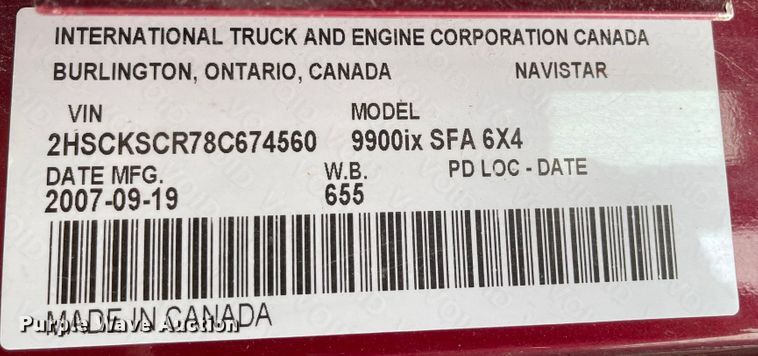 INTERNATIONAL TRUCK AND ENGINE CORPORATION CANADA
BURLINGTON, ONTARIO, CANADA NAVISTAR
VIN MODEL
2HSCKSCR78C674560 9900ix SFA 6X4
DATE MFG. W.B. PD LOC - DATE
2007-09-19 655
MADE IN CANADA
Purple Wave Auction